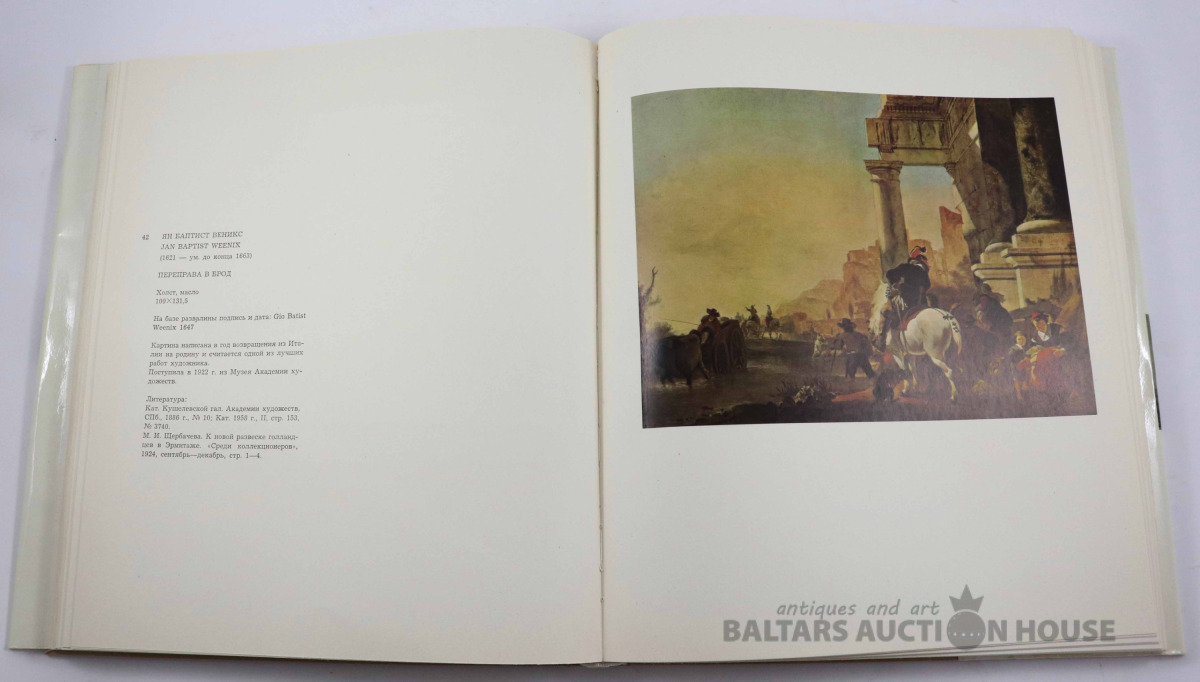 42 ЯН БАПТИСТ ВЕНИКС
JAN BAPTIST WEENIX
(1621 — ум. до конца 1663)
ПЕРЕПРАВА В БРОД
Холст, масло
100×131,5
На базе развалины подпись и дата: Gio Batist
Weenix 1647
Картина написана в год возвращения из Ита-
лии на родину и считается одной из лучших
работ художника.
Поступила в 1922 г. из Музея Академии ху-
дожеств.
Литература:
Кат. Кушелевской гал. Академии художеств,
СПб., 1886 г., № 10; Кат. 1958 г., II, стр. 153,
№ 3740.
М. И. Щербачева. К новой развеске голланд-
цев в Эрмитаже. «Среди коллекционеров»,
1924, сентябрь—декабрь, стр. 1—4.
antiques and art
BALTARS AUCTION HOUSE